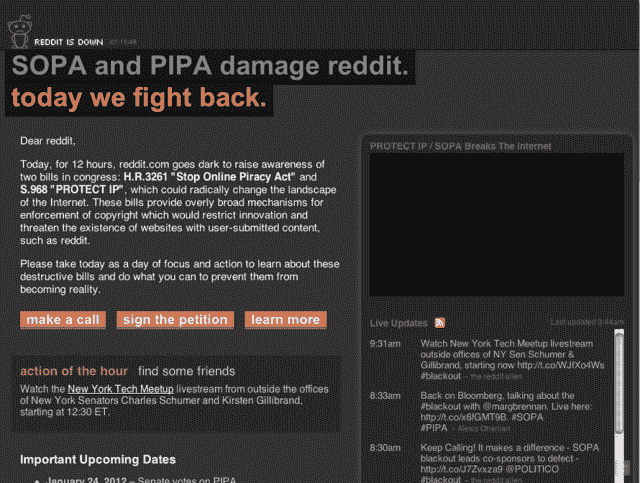 REDDIT IS DOWN
SOPA and PIPA damage reddit.
today we fight back.
Dear reddit,
Today, for 12 hours, reddit.com goes dark to raise awareness of
two bills in congress: H.R.3261 "Stop Online Piracy Act" and
S.968 "PROTECT IP", which could radically change the landscape
of the Internet. These bills provide overly broad mechanisms for
enforcement of copyright which would restrict innovation and
threaten the existence of websites with user-submitted content,
such as reddit.
Please take today as a day of focus and action to learn about these
destructive bills and do what you can to prevent them from
becoming reality.
make a call sign the petition learn more
action of the hour find some friends
Watch the New York Tech Meetup livestream from outside the offices
of New York Senators Charles Schumer and Kirsten Gillibrand,
starting at 12:30 ET.
Important Upcoming Dates
January 24, 2012 – Senate votes on PIPA
PROTECT IP / SOPA Breaks The Internet
Live Updates Last updated 9:44am
9:31am Watch New York Tech Meetup livestream
outside offices of NY Sen Schumer &
Gillibrand, starting now http://t.co/WJfXo4Ws
#blackout – the reddit alien
8:33am Back on Bloomberg, talking about the
#blackout with @margbrennan. Live here:
http://t.co/x6fGMT9B. #SOPA
#PIPA – Alexis Ohanian
8:30am Keep Calling! It makes a difference - SOPA
blackout leads co-sponsors to defect -
http://t.co/J7Zvxza9 @POLITICO
#blackout – the reddit alien